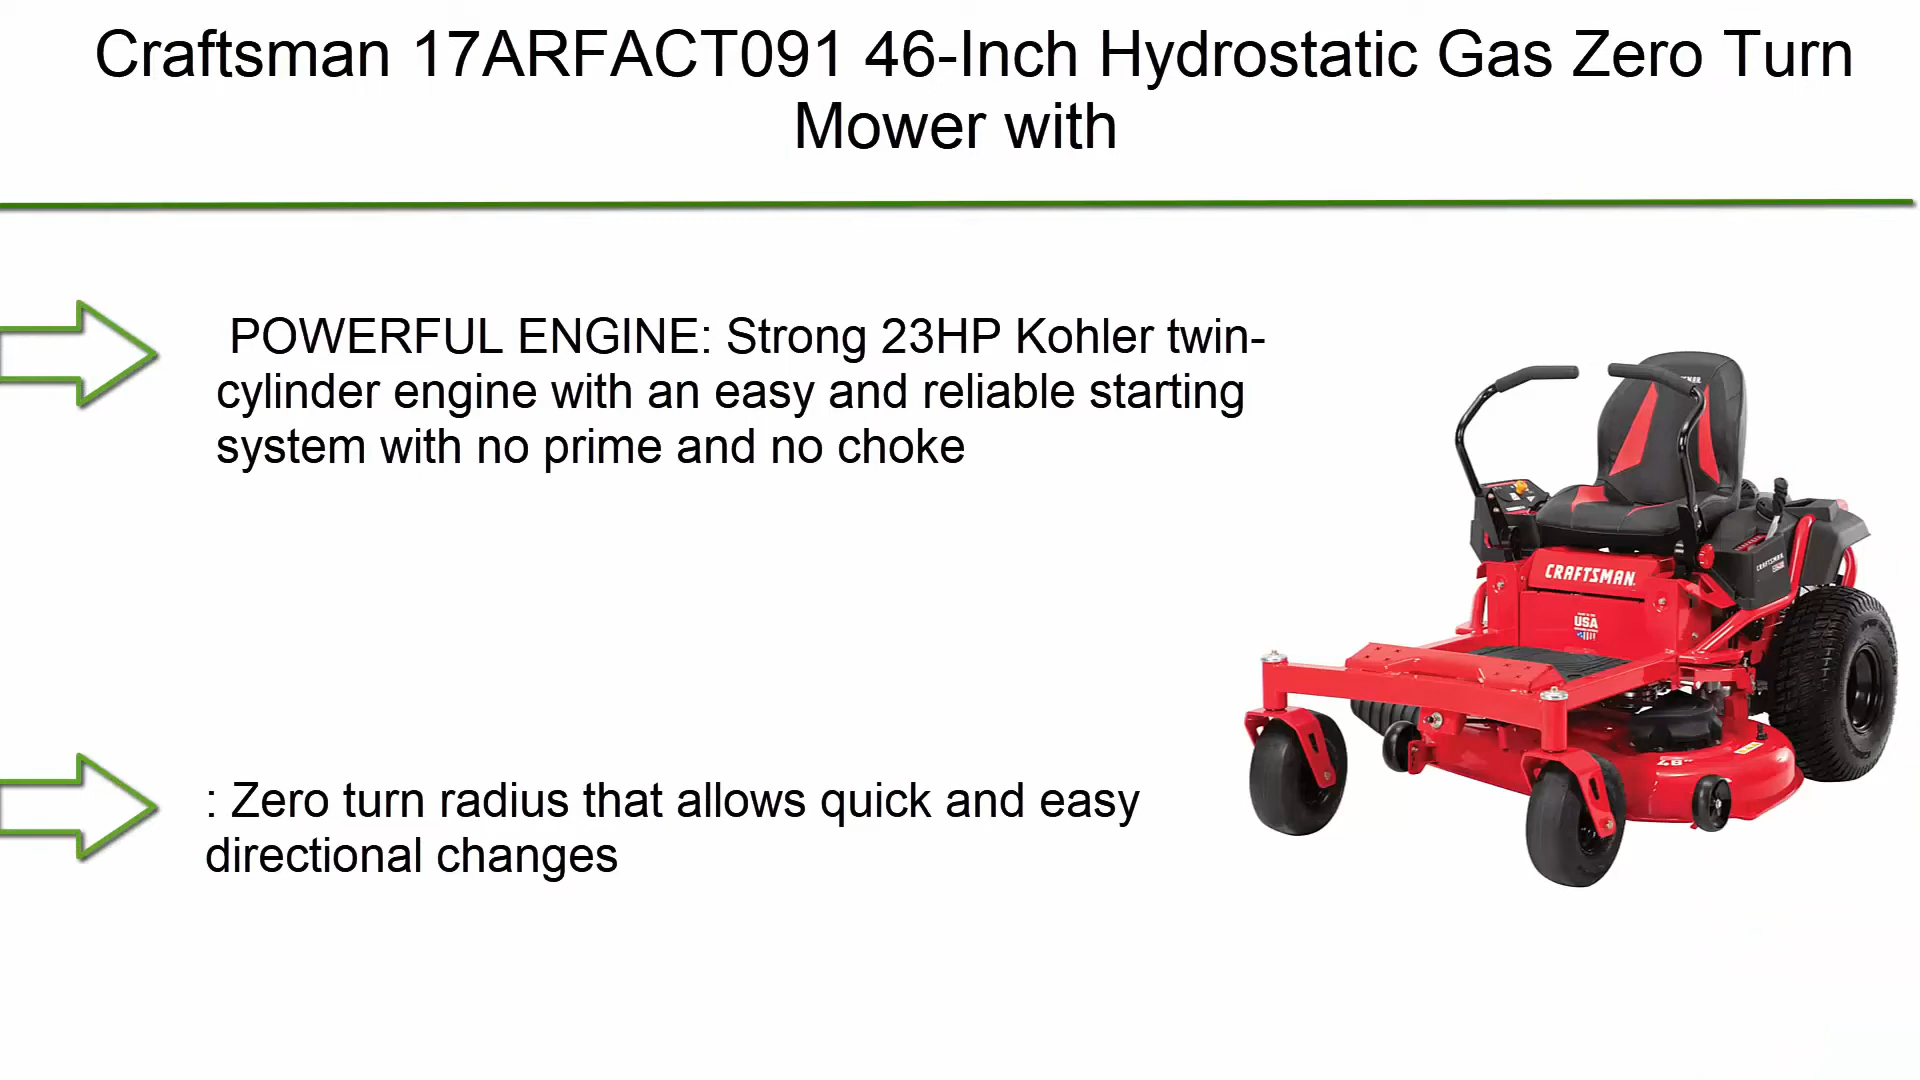 Craftsman 17ARFACT091 46-Inch Hydrostatic Gas Zero Turn
Mower with
POWERFUL ENGINE: Strong 23HP Kohler twin-
cylinder engine with an easy and reliable starting
system with no prime and no choke
: Zero turn radius that allows quick and easy
directional changes
CRAFTSMAN
USA
CRAFTSMAN
46"